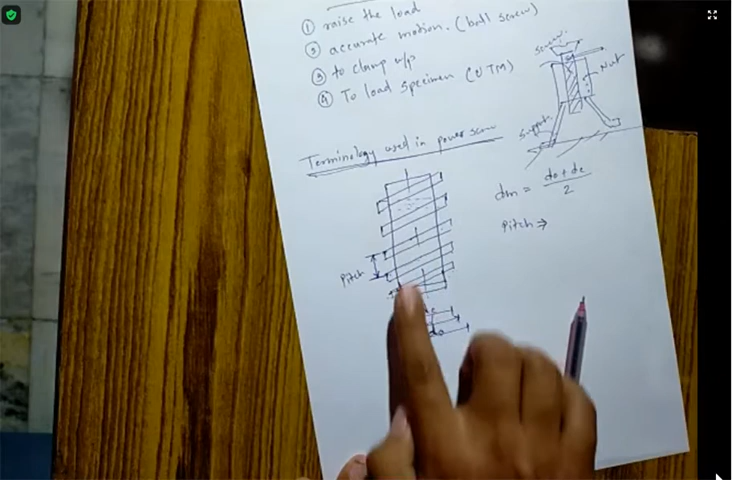 ① raise the load
② accurate motion. (ball screw)
③ to clamp w/p
④ To load specimen (UTM)
Screw
Nut
Support
Terminology used in power screw
dm = do + dc / 2
Pitch ⇒
Pitch